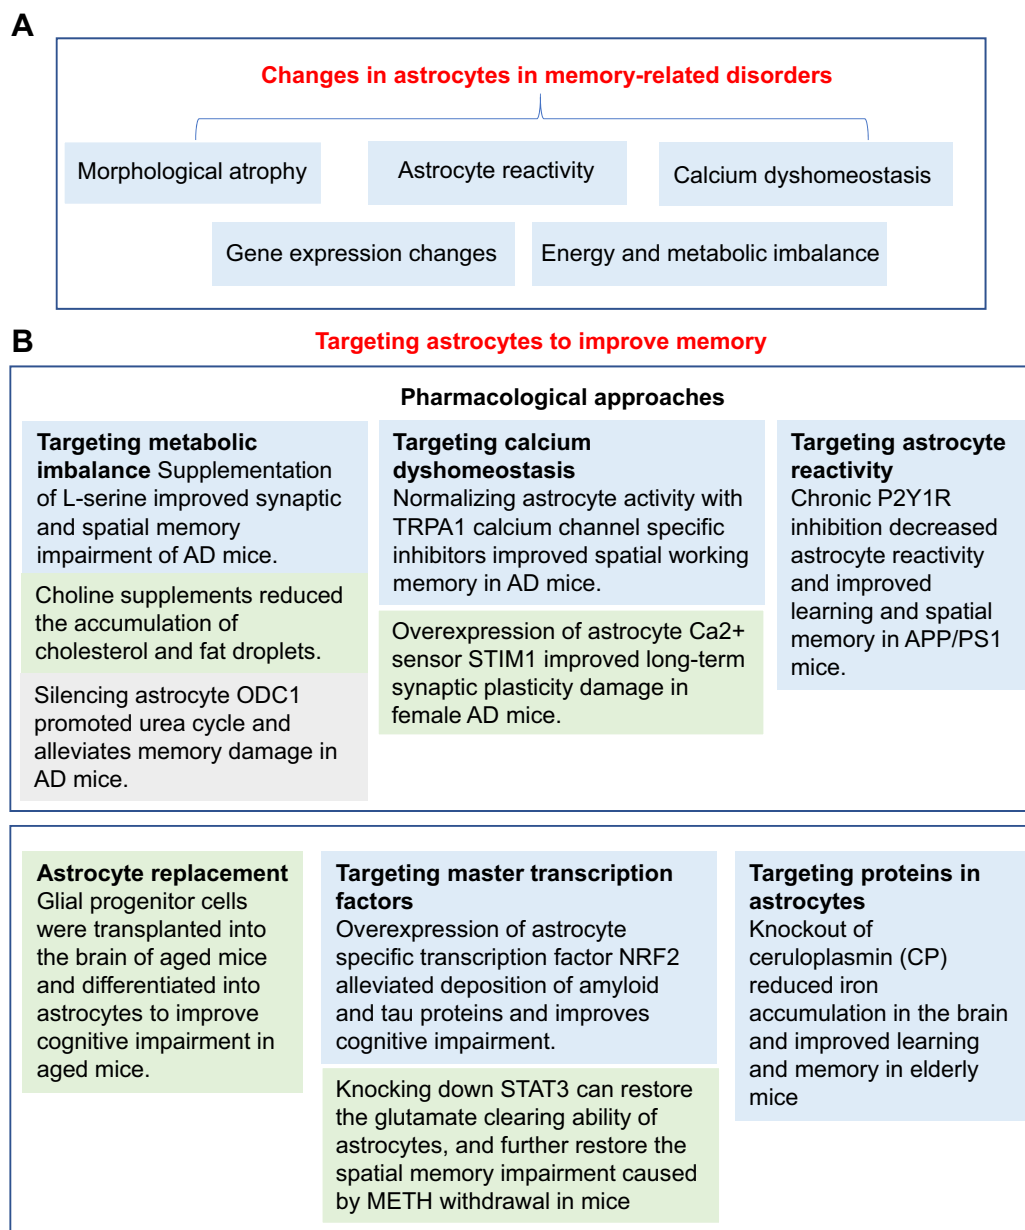 A
Changes in astrocytes in memory-related disorders
Morphological atrophy
Astrocyte reactivity
Calcium dyshomeostasis
Gene expression changes
Energy and metabolic imbalance
B
Targeting astrocytes to improve memory
Pharmacological approaches
Targeting metabolic
imbalance Supplementation
of L-serine improved synaptic
and spatial memory
impairment of AD mice.
Choline supplements reduced
the accumulation of
cholesterol and fat droplets.
Silencing astrocyte ODC1
promoted urea cycle and
alleviates memory damage in
AD mice.
Targeting calcium
dyshomeostasis
Normalizing astrocyte activity with
TRPA1 calcium channel specific
inhibitors improved spatial working
memory in AD mice.
Overexpression of astrocyte Ca2+
sensor STIM1 improved long-term
synaptic plasticity damage in
female AD mice.
Targeting astrocyte
reactivity
Chronic P2Y1R
inhibition decreased
astrocyte reactivity
and improved
learning and spatial
memory in APP/PS1
mice.
Astrocyte replacement
Glial progenitor cells
were transplanted into
the brain of aged mice
and differentiated into
astrocytes to improve
cognitive impairment in
aged mice.
Targeting master transcription
factors
Overexpression of astrocyte
specific transcription factor NRF2
alleviated deposition of amyloid
and tau proteins and improves
cognitive impairment.
Knocking down STAT3 can restore
the glutamate clearing ability of
astrocytes, and further restore the
spatial memory impairment caused
by METH withdrawal in mice
Targeting proteins in
astrocytes
Knockout of
ceruloplasmin (CP)
reduced iron
accumulation in the brain
and improved learning
and memory in elderly
mice